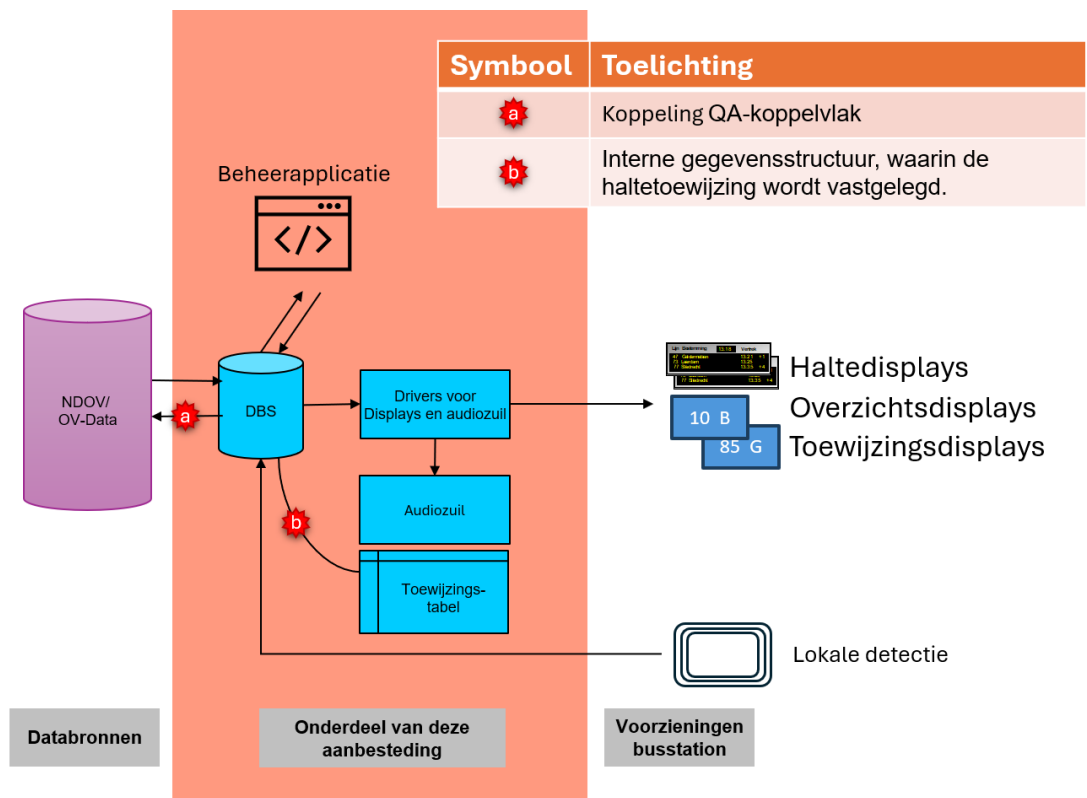 Symbool Toelichting
a Koppeling QA-koppelvlak
b Interne gegevensstructuur, waarin de
haltetoewijzing wordt vastgelegd.
Beheerapplicatie
NDOV/
OV-Data
a
DBS
Drivers voor
Displays en audiozuil
Haltedisplays
10 B
Overzichtsdisplays
85 G
Toewijzingsdisplays
Audiozuil
b
Toewijzings-
tabel
Lokale detectie
Databronnen
Onderdeel van deze
aanbesteding
Voorzieningen
busstation